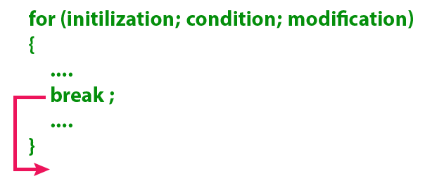 for (initilization; condition; modification)
{
....
break ;
....
}